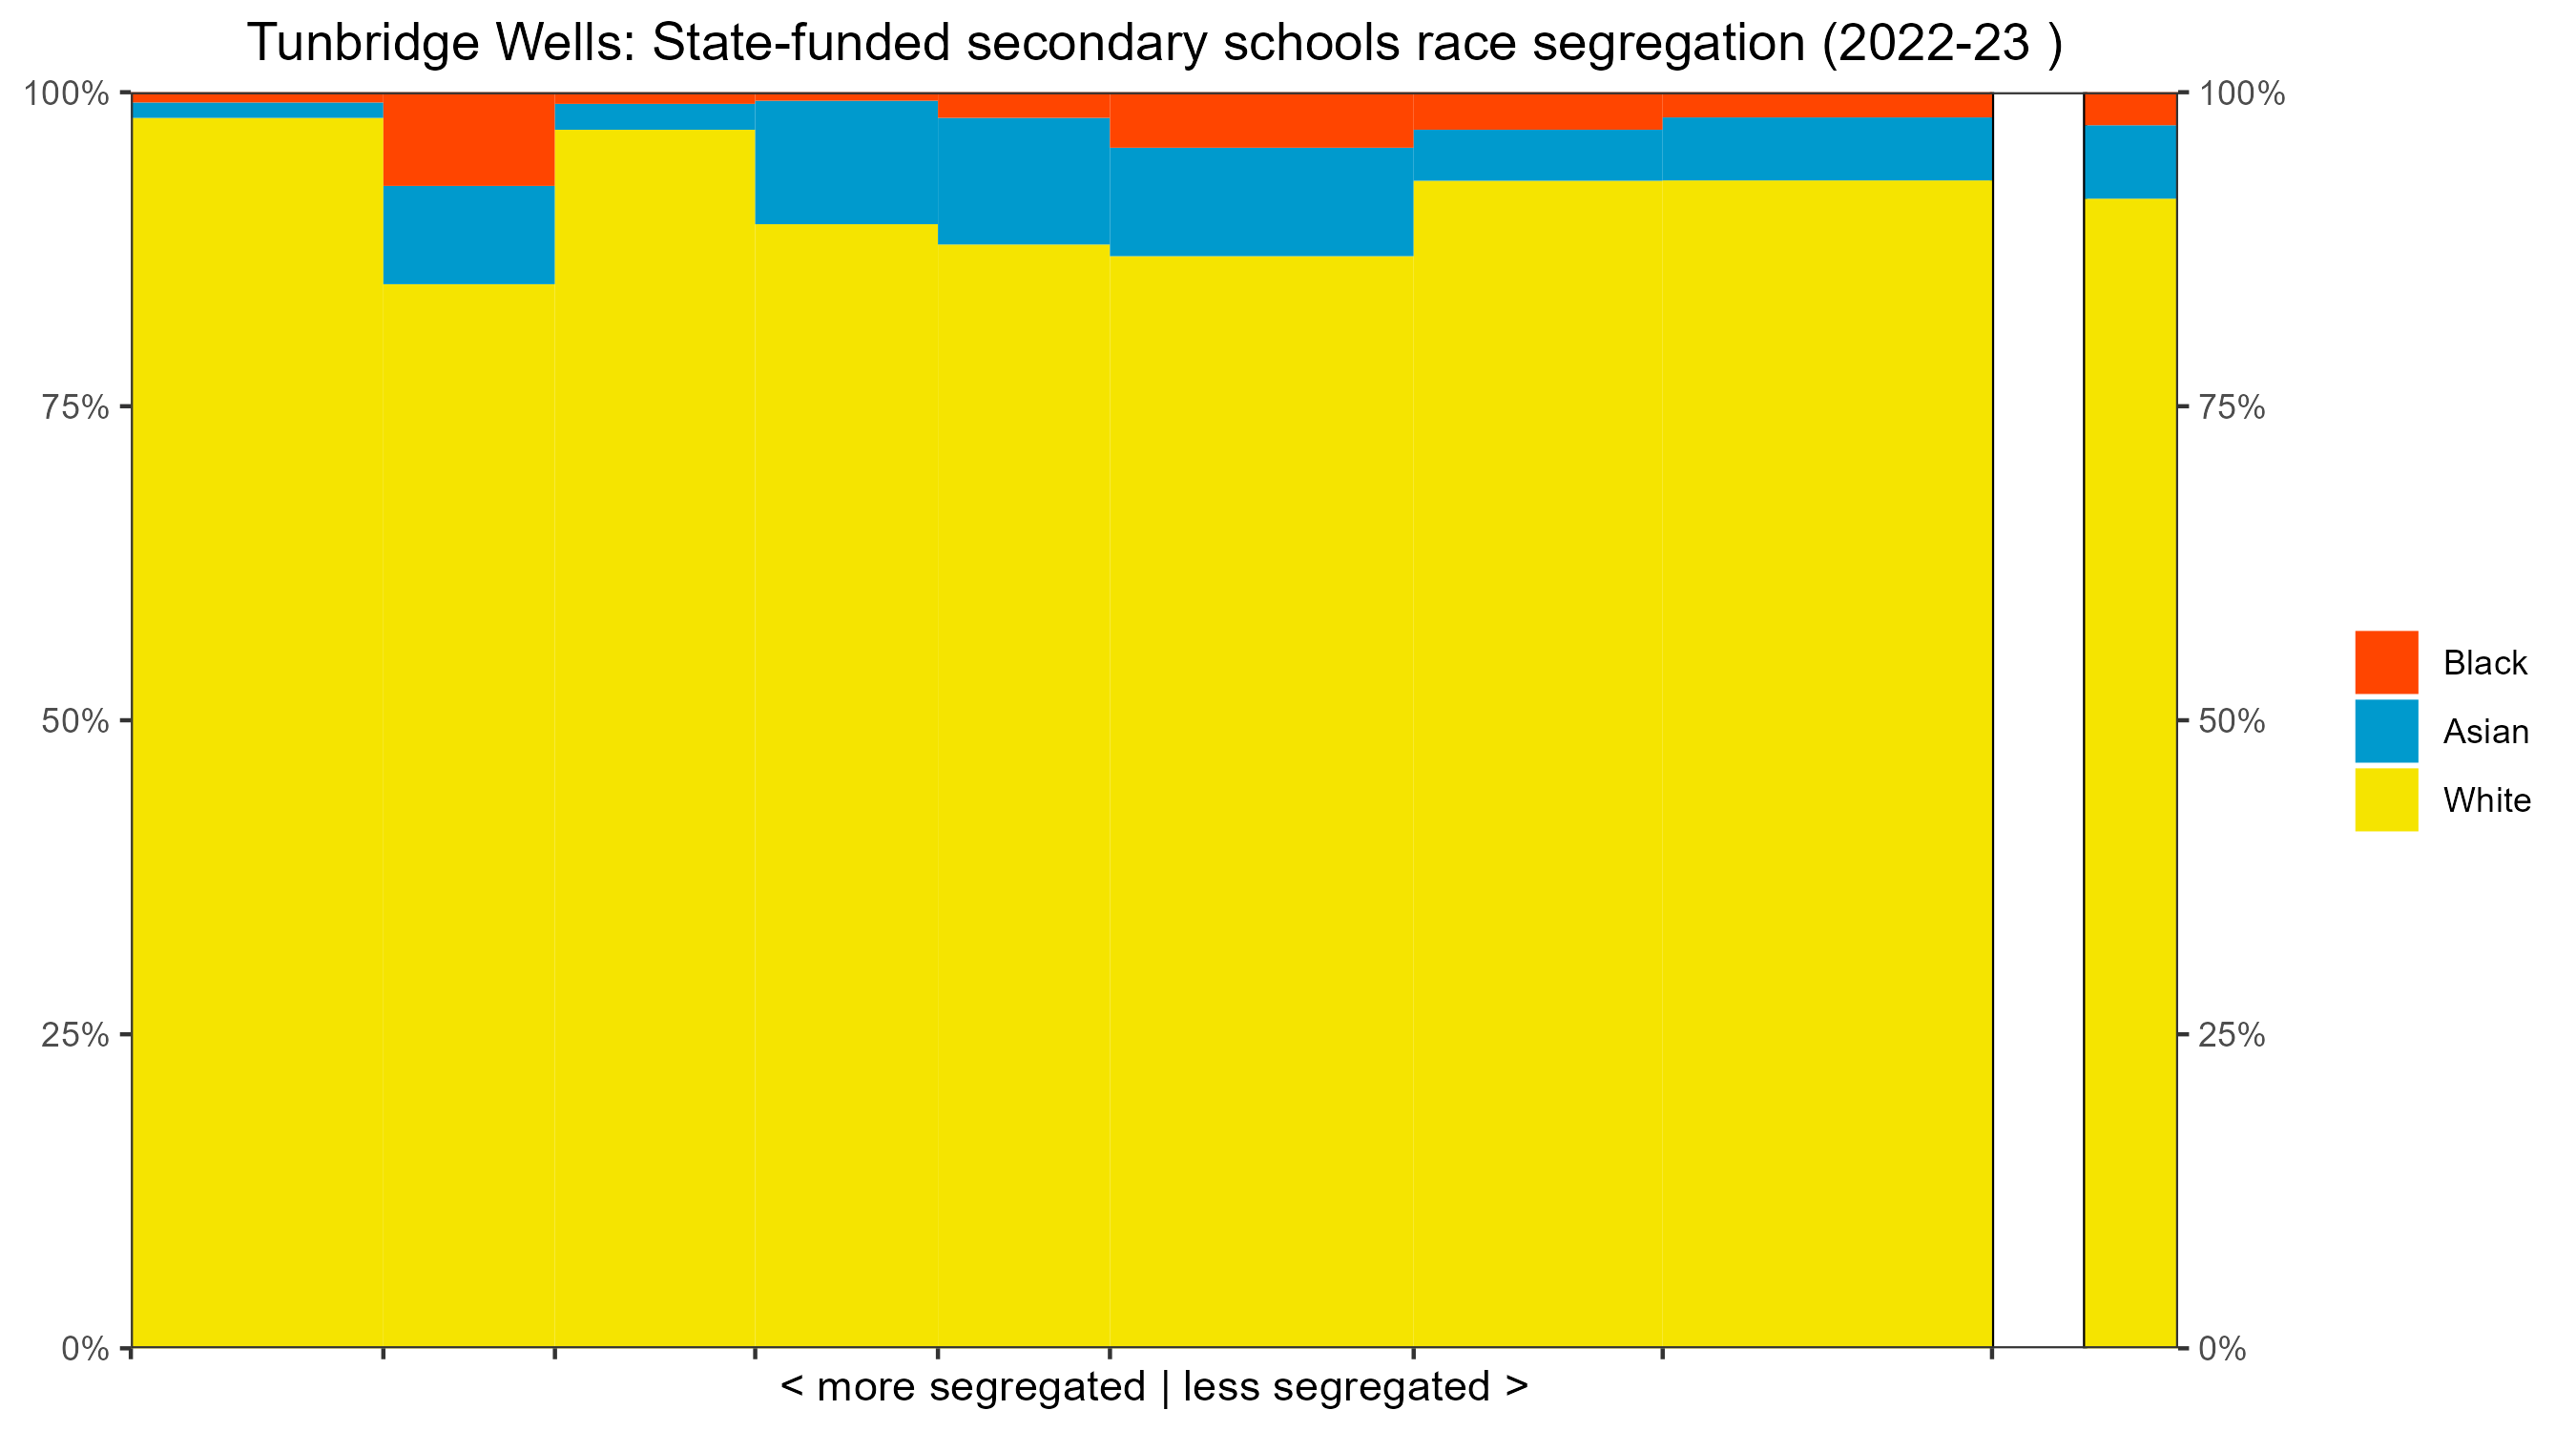 Tunbridge Wells: State-funded secondary schools race segregation (2022-23 )
100%
75%
50%
25%
0%
100%
75%
50%
25%
0%
Black
Asian
White
< more segregated | less segregated >